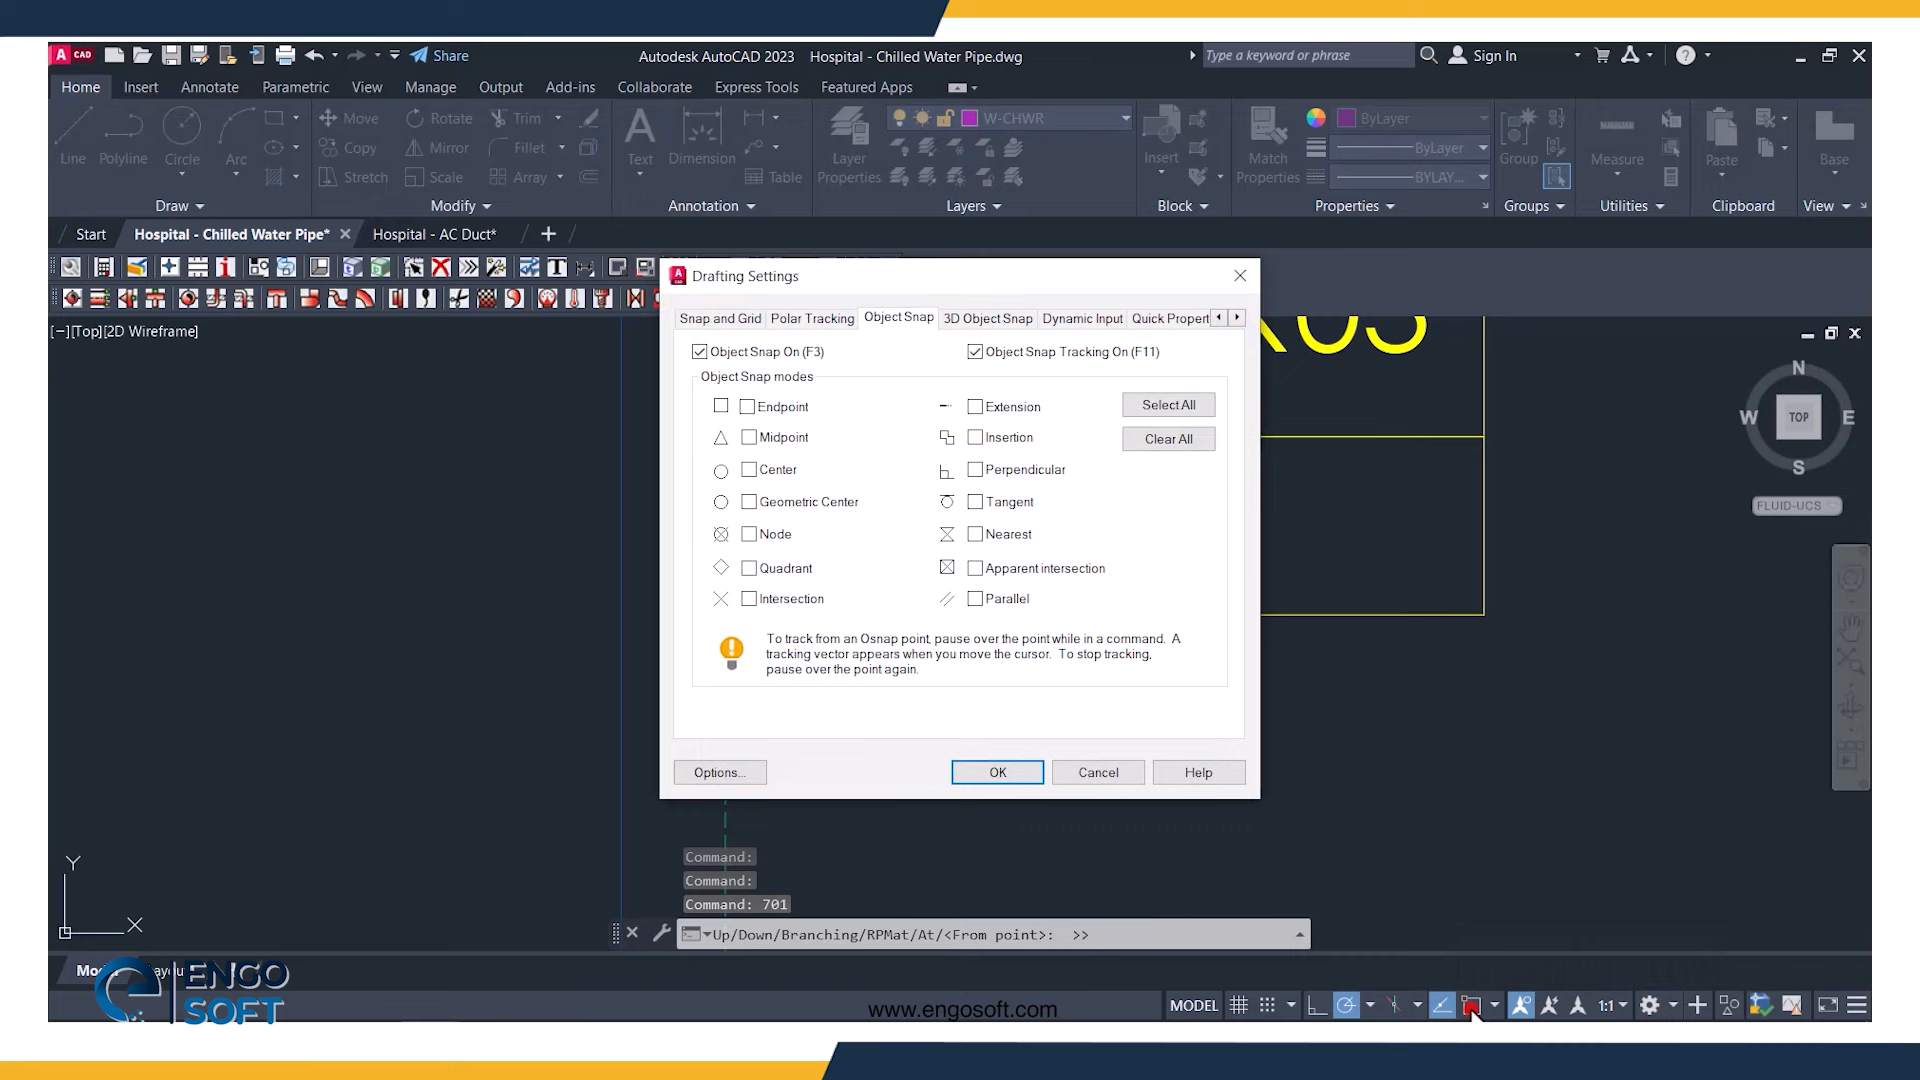 A CAD
Share
Autodesk AutoCAD 2023 Hospital - Chilled Water Pipe.dwg
Type a keyword or phrase
Sign In
Home Insert Annotate Parametric View Manage Output Add-ins Collaborate Express Tools Featured Apps
Line Polyline Circle Arc
Move Rotate Trim
Copy Mirror Fillet
Stretch Scale Array
Text Dimension Table
Layer Properties
W-CHWR
Insert
Match Properties
ByLayer
ByLayer
BYLAY...
Group
Measure
Paste
Base
Draw Modify Annotation Layers Block Properties Groups Utilities Clipboard View
Start Hospital - Chilled Water Pipe* Hospital - AC Duct*
[−][Top][2D Wireframe]
Drafting Settings
Snap and Grid Polar Tracking Object Snap 3D Object Snap Dynamic Input Quick Propert
Object Snap On (F3) Object Snap Tracking On (F11)
Object Snap modes
Endpoint Extension Select All
Midpoint Insertion Clear All
Center Perpendicular
Geometric Center Tangent
Node Nearest
Quadrant Apparent intersection
Intersection Parallel
To track from an Osnap point, pause over the point while in a command. A
tracking vector appears when you move the cursor. To stop tracking,
pause over the point again.
Options... OK Cancel Help
N
W TOP E
S
FLUID-UCS
Y
X
Command:
Command:
Command: 701
Up/Down/Branching/RPMat/At/<From point>: >>
ENGO
SOFT
www.engosoft.com
MODEL
1:1